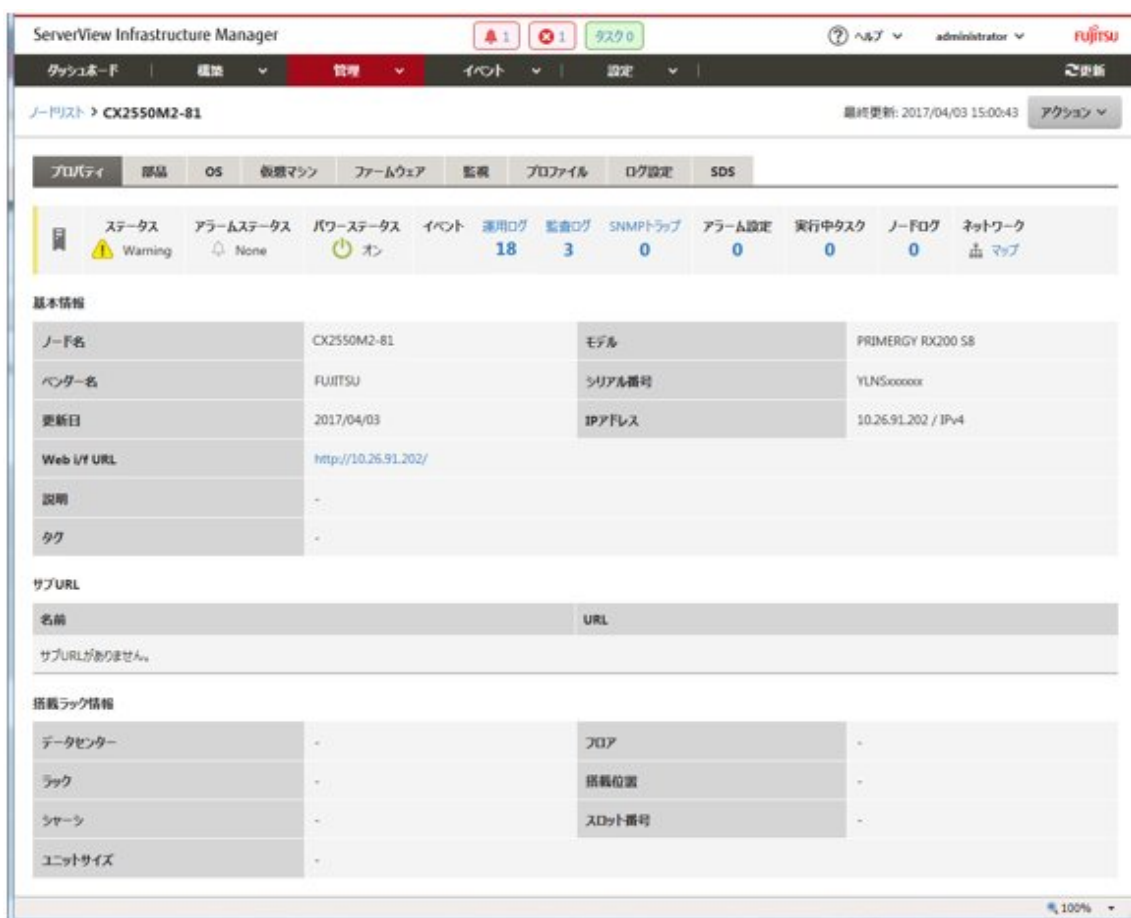 ServerView Infrastructure Manager 1 1 タスク 0 ヘルプ administrator FUJITSU
ダッシュボード 構築 管理 イベント 設定 更新
ノードリスト > CX2550M2-81 最終更新: 2017/04/03 15:00:43 アクション
プロパティ 部品 OS 仮想マシン ファームウェア 監視 プロファイル ログ設定 SDS
ステータス アラームステータス パワーステータス イベント 運用ログ 監査ログ SNMPトラップ アラーム設定 実行中タスク ノードログ ネットワーク
Warning None オン 18 3 0 0 0 0 マップ
基本情報
ノード名 CX2550M2-81 モデル PRIMERGY RX200 S8
ベンダー名 FUJITSU シリアル番号 YLNSxxxxxx
更新日 2017/04/03 IPアドレス 10.26.91.202 / IPv4
Web i/f URL http://10.26.91.202/
説明 -
タグ -
サブURL
名前 URL
サブURLがありません。
搭載ラック情報
データセンター - フロア -
ラック - 搭載位置 -
シャーシ - スロット番号 -
ユニットサイズ -
100%